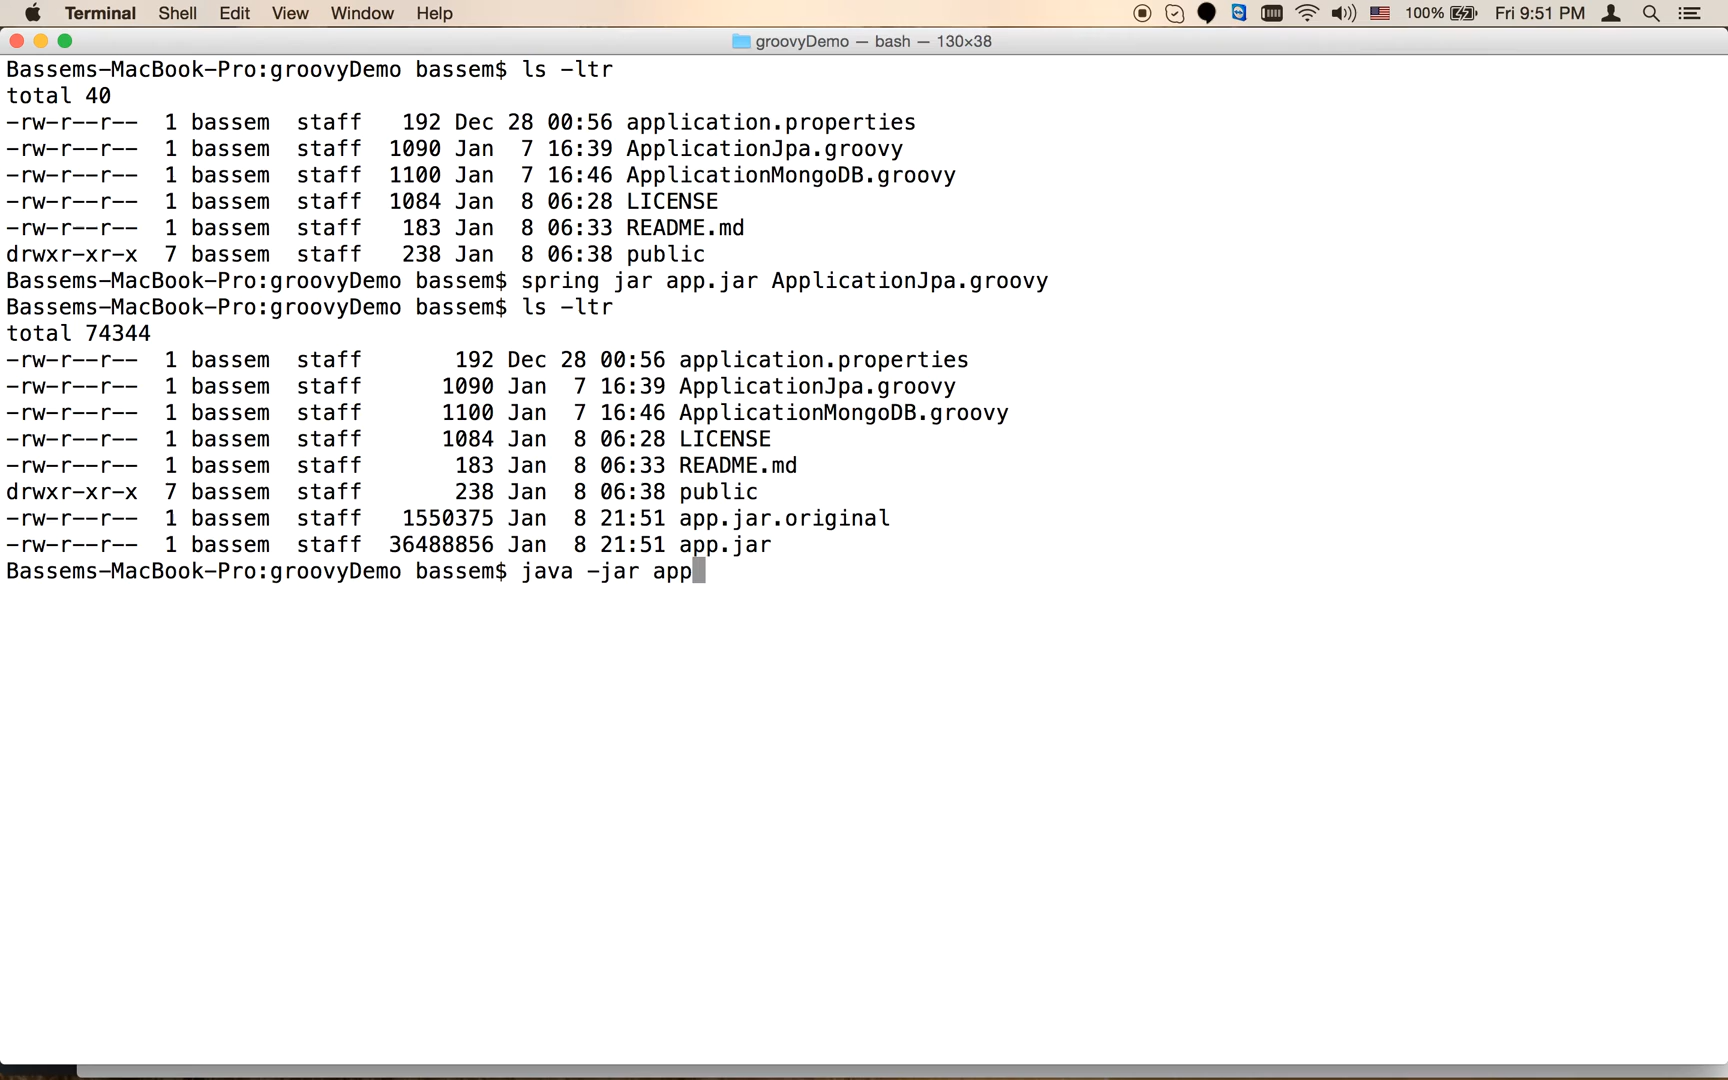 Terminal Shell Edit View Window Help 100% Fri 9:51 PM
groovyDemo — bash — 130×38
Bassems-MacBook-Pro:groovyDemo bassem$ ls -ltr
total 40
-rw-r--r-- 1 bassem staff 192 Dec 28 00:56 application.properties
-rw-r--r-- 1 bassem staff 1090 Jan 7 16:39 ApplicationJpa.groovy
-rw-r--r-- 1 bassem staff 1100 Jan 7 16:46 ApplicationMongoDB.groovy
-rw-r--r-- 1 bassem staff 1084 Jan 8 06:28 LICENSE
-rw-r--r-- 1 bassem staff 183 Jan 8 06:33 README.md
drwxr-xr-x 7 bassem staff 238 Jan 8 06:38 public
Bassems-MacBook-Pro:groovyDemo bassem$ spring jar app.jar ApplicationJpa.groovy
Bassems-MacBook-Pro:groovyDemo bassem$ ls -ltr
total 74344
-rw-r--r-- 1 bassem staff 192 Dec 28 00:56 application.properties
-rw-r--r-- 1 bassem staff 1090 Jan 7 16:39 ApplicationJpa.groovy
-rw-r--r-- 1 bassem staff 1100 Jan 7 16:46 ApplicationMongoDB.groovy
-rw-r--r-- 1 bassem staff 1084 Jan 8 06:28 LICENSE
-rw-r--r-- 1 bassem staff 183 Jan 8 06:33 README.md
drwxr-xr-x 7 bassem staff 238 Jan 8 06:38 public
-rw-r--r-- 1 bassem staff 1550375 Jan 8 21:51 app.jar.original
-rw-r--r-- 1 bassem staff 36488856 Jan 8 21:51 app.jar
Bassems-MacBook-Pro:groovyDemo bassem$ java -jar app